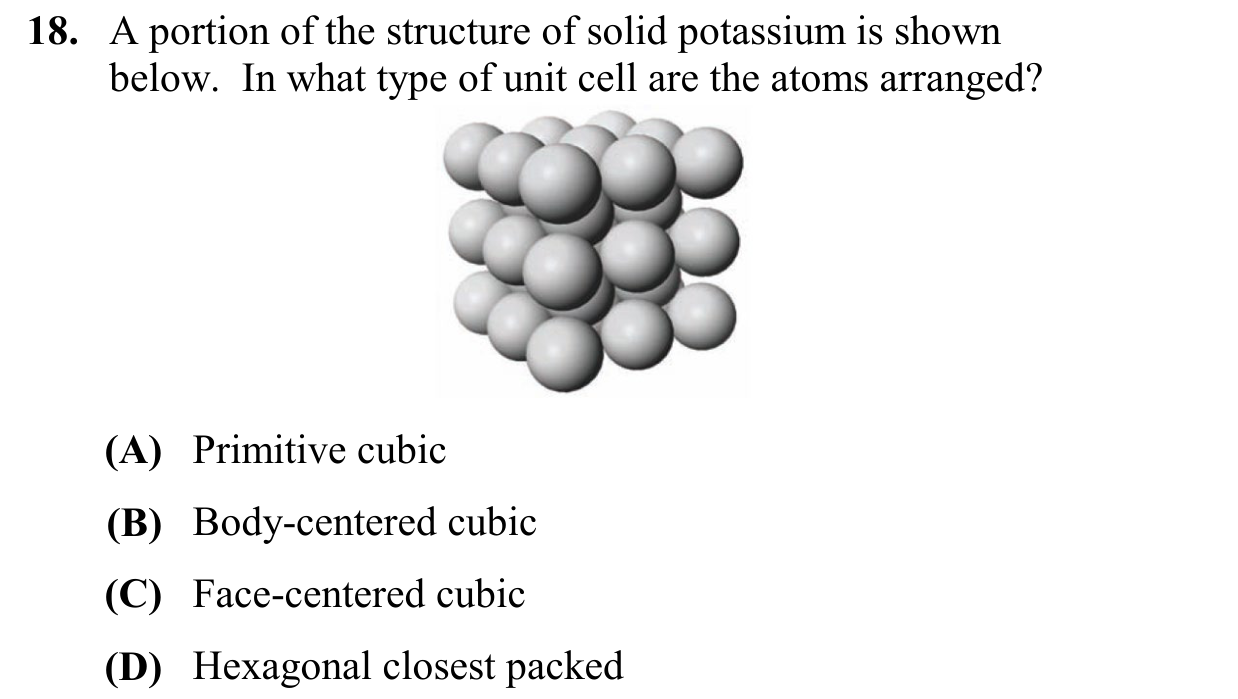 18. A portion of the structure of solid potassium is shown
below. In what type of unit cell are the atoms arranged?
(A) Primitive cubic
(B) Body-centered cubic
(C) Face-centered cubic
(D) Hexagonal closest packed